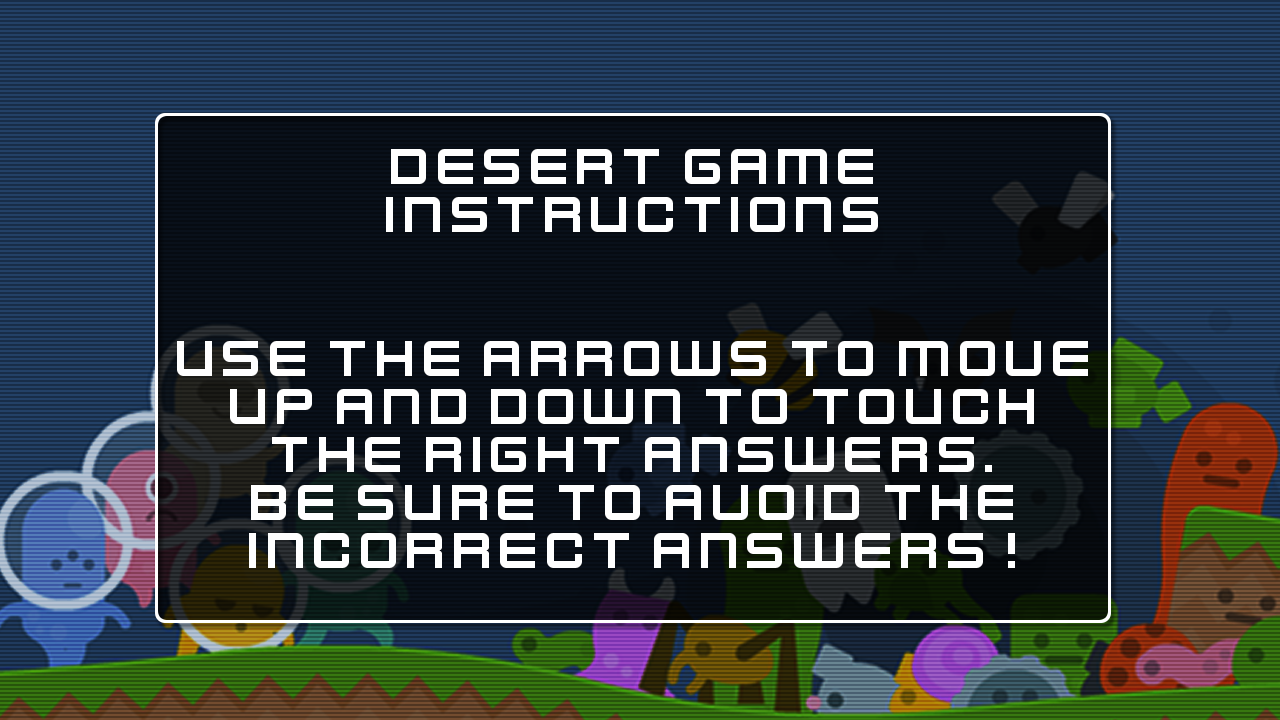 DESERT GAME
INSTRUCTIONS
USE THE ARROWS TO MOVE
UP AND DOWN TO TOUCH
THE RIGHT ANSWERS.
BE SURE TO AVOID THE
INCORRECT ANSWERS !